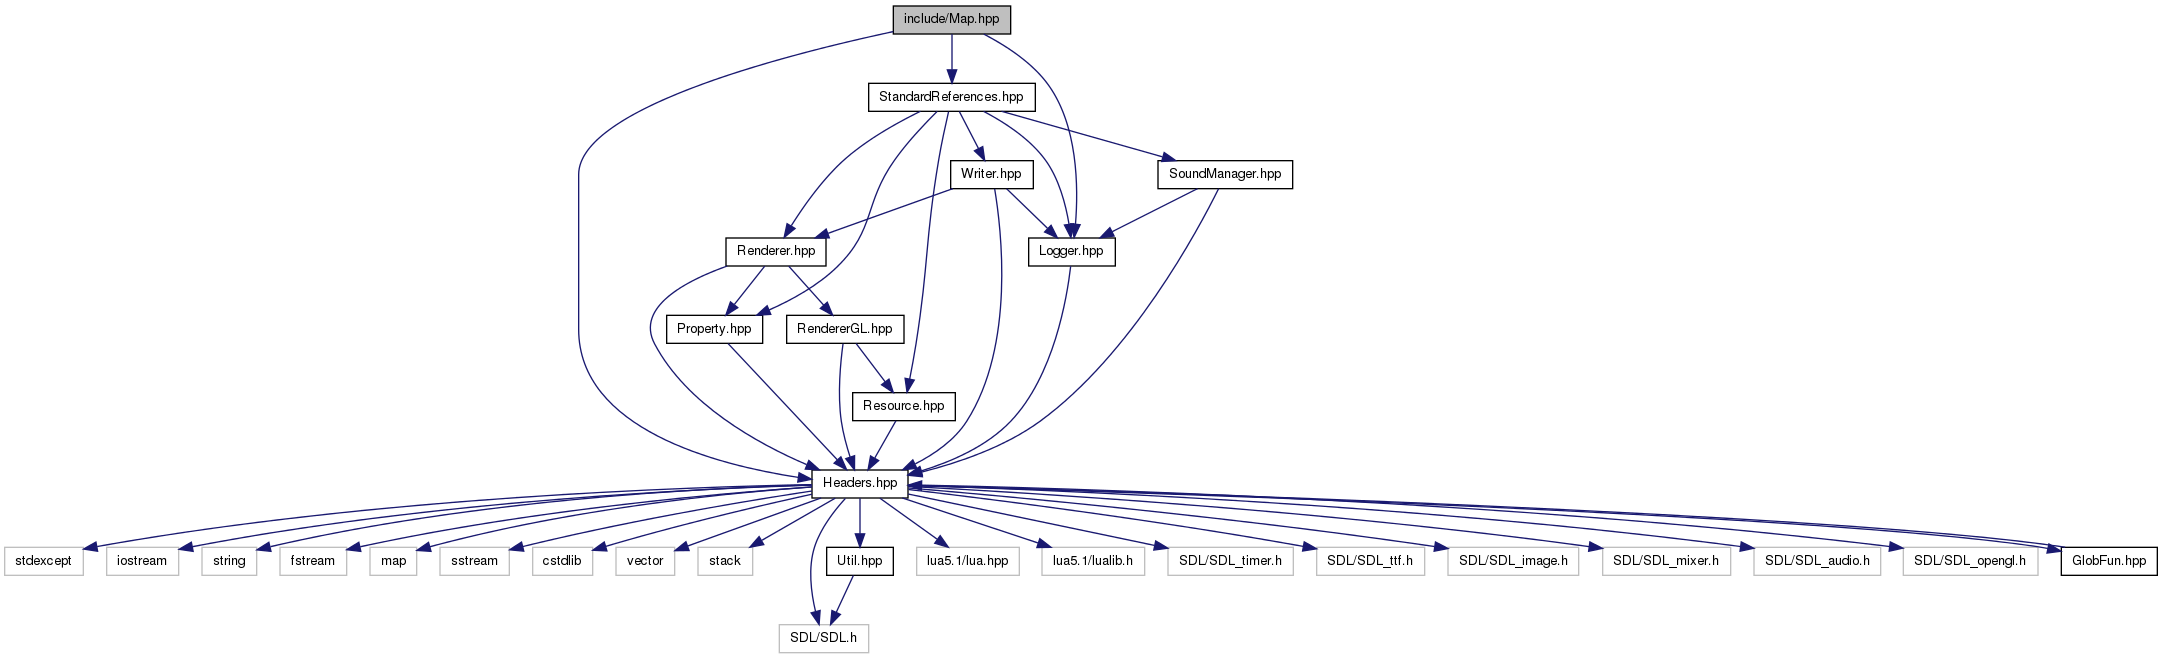 include/Map.hpp
StandardReferences.hpp
Writer.hpp
SoundManager.hpp
Renderer.hpp
Logger.hpp
Property.hpp
RendererGL.hpp
Resource.hpp
Headers.hpp
stdexcept
iostream
string
fstream
map
sstream
cstdlib
vector
stack
Util.hpp
lua5.1/lua.hpp
lua5.1/lualib.h
SDL/SDL_timer.h
SDL/SDL_ttf.h
SDL/SDL_image.h
SDL/SDL_mixer.h
SDL/SDL_audio.h
SDL/SDL_opengl.h
GlobFun.hpp
SDL/SDL.h